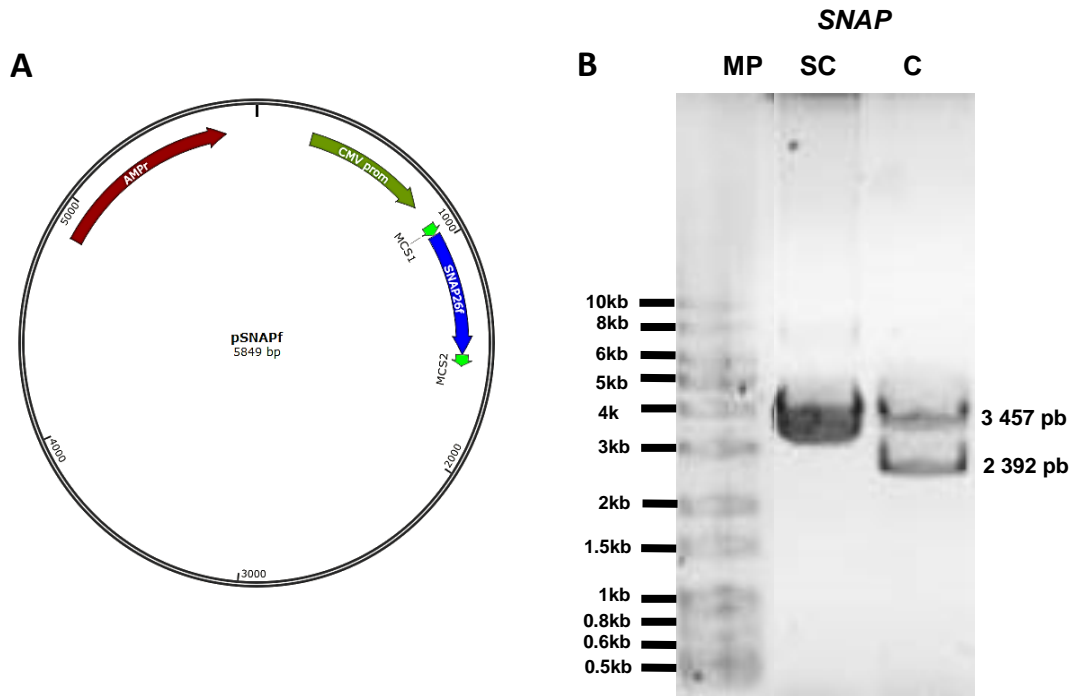 A
AMPr
CMV prom
MCS1
SNAP26f
MCS2
1000
2000
3000
4000
5000
pSNAPf
5849 bp
SNAP
B
MP SC C
10kb
8kb
6kb
5kb
4k
3kb
2kb
1.5kb
1kb
0.8kb
0.6kb
0.5kb
3 457 pb
2 392 pb